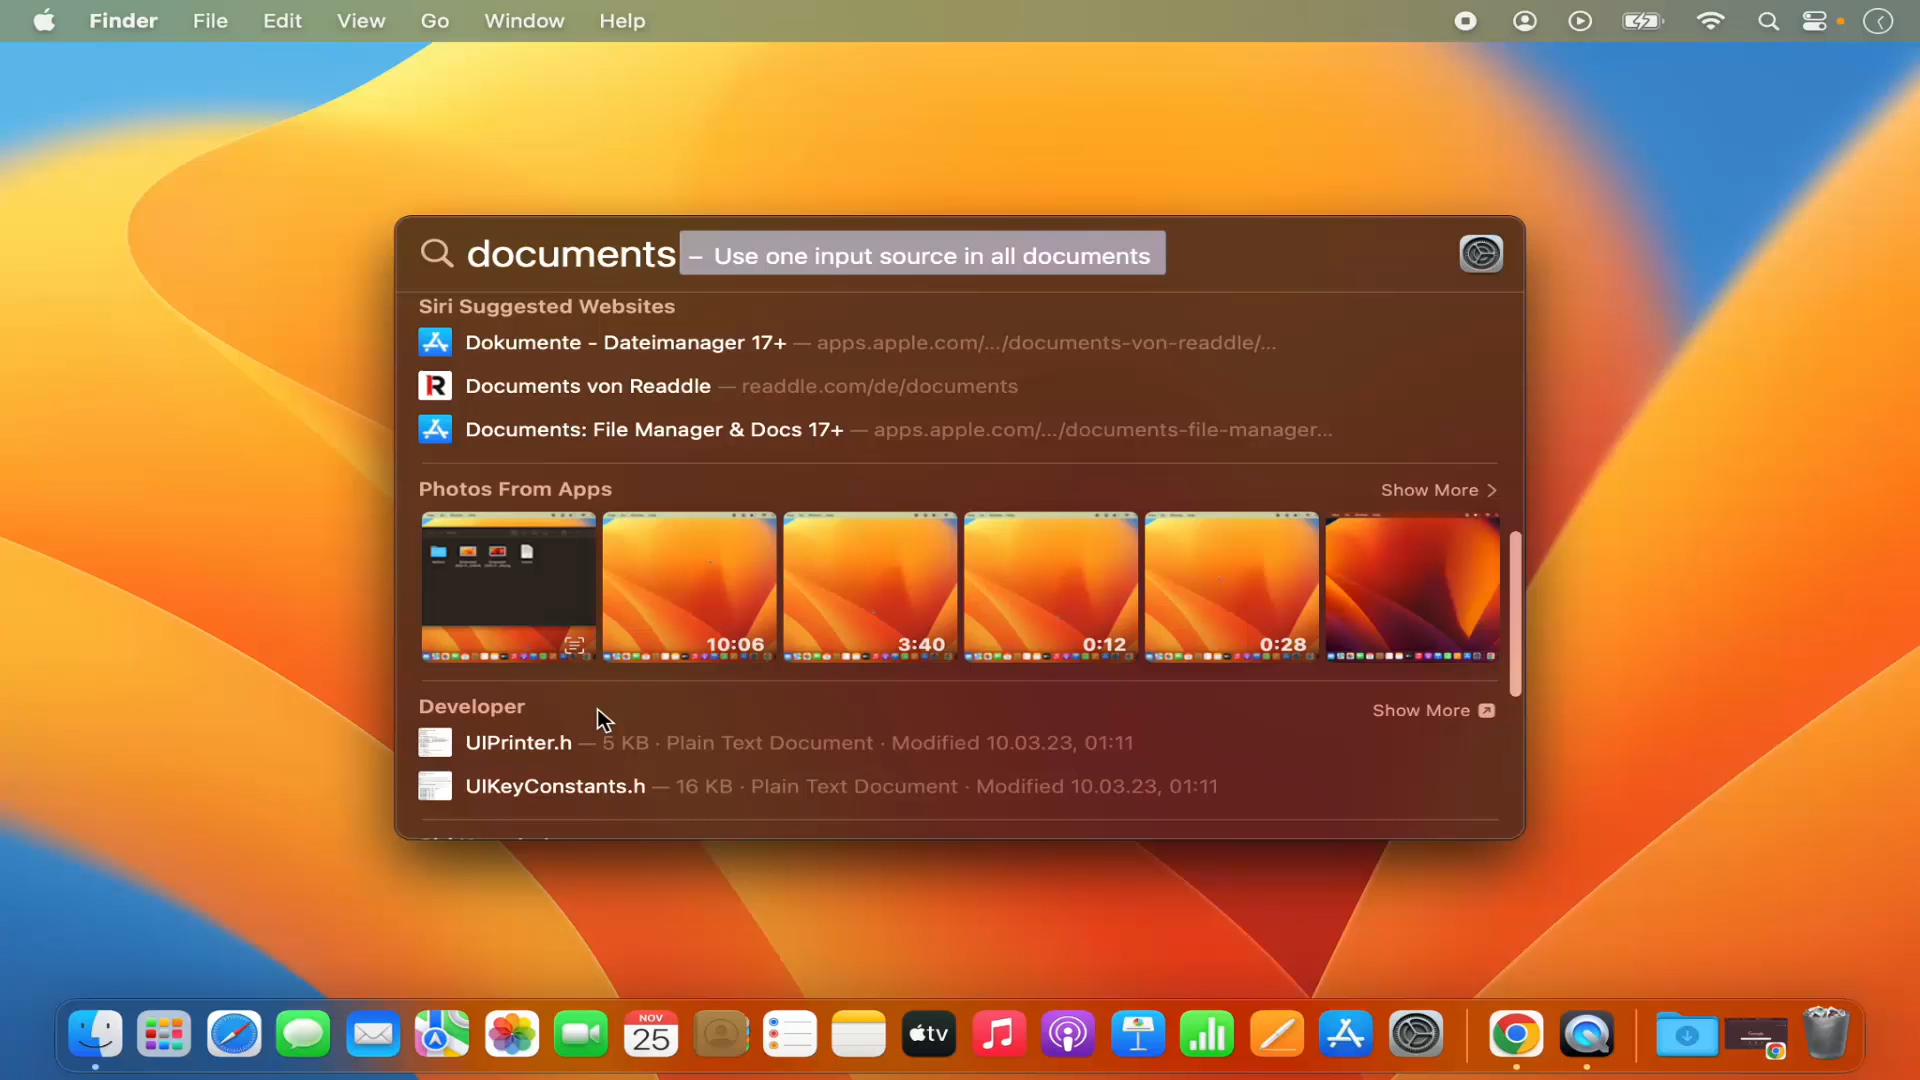 Finder File Edit View Go Window Help
documents – Use one input source in all documents
Siri Suggested Websites
Dokumente - Dateimanager 17+ — apps.apple.com/.../documents-von-readdle/...
Documents von Readdle — readdle.com/de/documents
Documents: File Manager & Docs 17+ — apps.apple.com/.../documents-file-manager...
Photos From Apps Show More
10:06 3:40 0:12 0:28
Developer Show More
UIPrinter.h — 5 KB · Plain Text Document · Modified 10.03.23, 01:11
UIKeyConstants.h — 16 KB · Plain Text Document · Modified 10.03.23, 01:11
NOV
25
tv